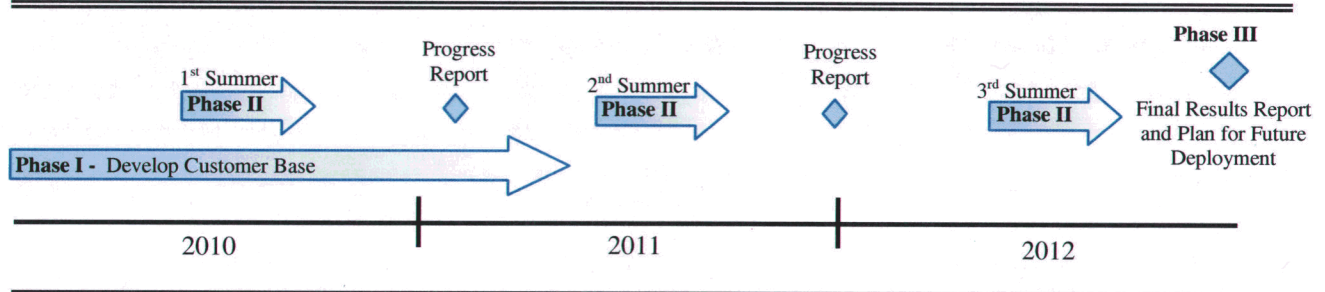 Phase III
Progress
Report
Progress
Report
1st Summer
Phase II
2nd Summer
Phase II
3rd Summer
Phase II
Final Results Report
and Plan for Future
Deployment
Phase I - Develop Customer Base
2010
2011
2012